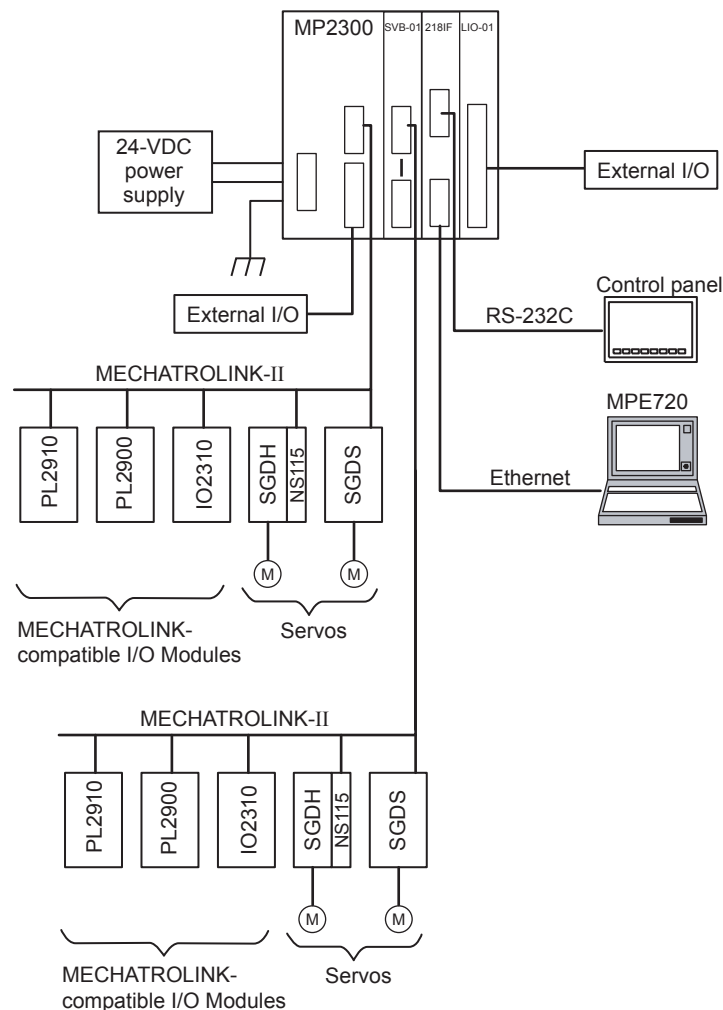 MP2300
SVB-01
218IF
LIO-01
24-VDC
power
supply
External I/O
External I/O
Control panel
RS-232C
MECHATROLINK-II
MPE720
PL2910
PL2900
IO2310
SGDH
NS115
SGDS
Ethernet
M
M
MECHATROLINK-
compatible I/O Modules
Servos
MECHATROLINK-II
PL2910
PL2900
IO2310
SGDH
NS115
SGDS
M
M
MECHATROLINK-
compatible I/O Modules
Servos